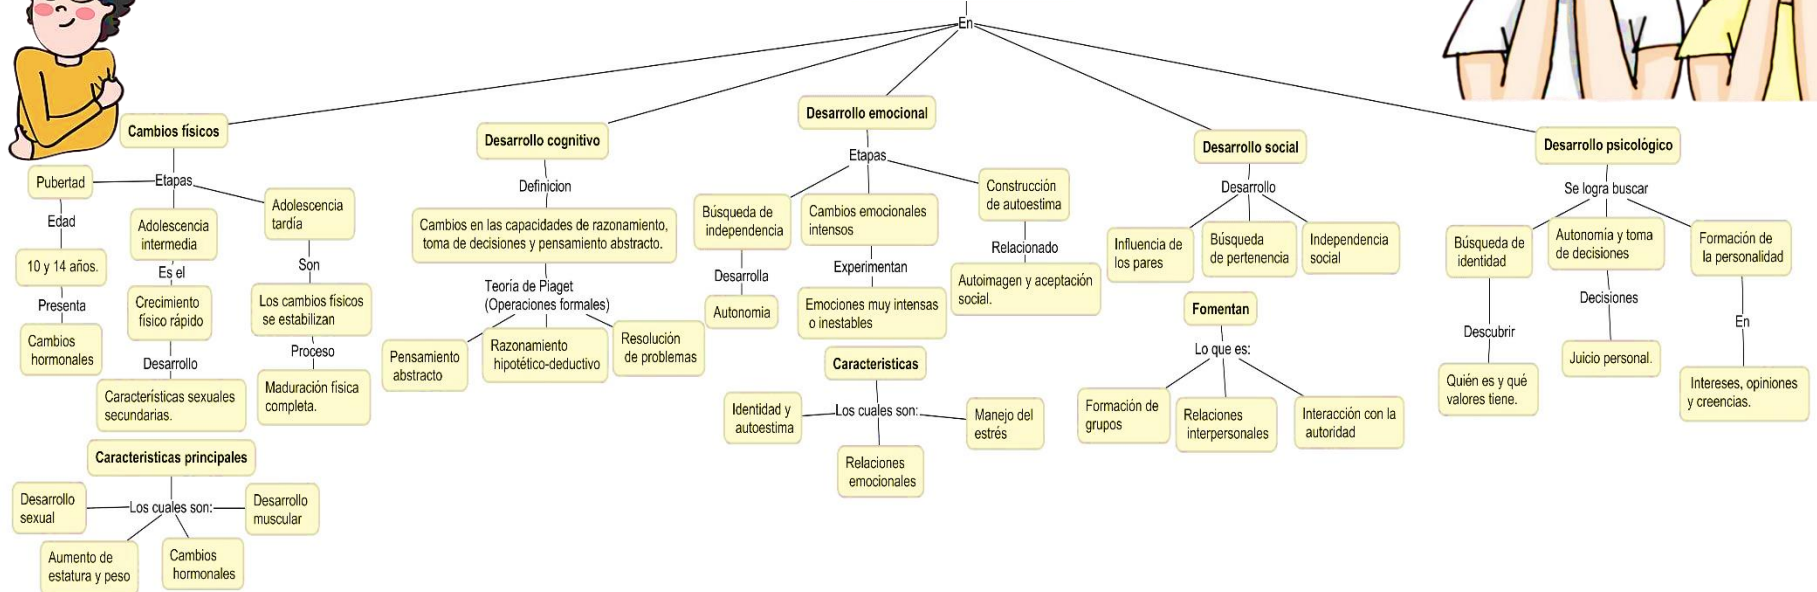 En
Cambios físicos
Pubertad
Etapas
Edad
10 y 14 años.
Presenta
Cambios
hormonales
Adolescencia
intermedia
Es el
Crecimiento
físico rápido
Desarrollo
Características sexuales
secundarias.
Adolescencia
tardía
Son
Los cambios físicos
se estabilizan
Proceso
Maduración física
completa.
Caracteristicas principales
Los cuales son:
Desarrollo
sexual
Aumento de
estatura y peso
Cambios
hormonales
Desarrollo
muscular
Desarrollo cognitivo
Definicion
Cambios en las capacidades de razonamiento,
toma de decisiones y pensamiento abstracto.
Teoría de Piaget
(Operaciones formales)
Pensamiento
abstracto
Razonamiento
hipotético-deductivo
Resolución
de problemas
Desarrollo emocional
Etapas
Búsqueda de
independencia
Desarrolla
Autonomia
Cambios emocionales
intensos
Experimentan
Emociones muy intensas
o inestables
Construcción
de autoestima
Relacionado
Autoimagen y aceptación
social.
Caracteristicas
Los cuales son:
Identidad y
autoestima
Relaciones
emocionales
Manejo del
estrés
Desarrollo social
Desarrollo
Influencia de
los pares
Búsqueda
de pertenencia
Independencia
social
Fomentan
Lo que es:
Formación de
grupos
Relaciones
interpersonales
Interacción con la
autoridad
Desarrollo psicológico
Se logra buscar
Búsqueda de
identidad
Descubrir
Quién es y qué
valores tiene.
Autonomía y toma
de decisiones
Decisiones
Juicio personal.
Formación de
la personalidad
En
Intereses, opiniones
y creencias.